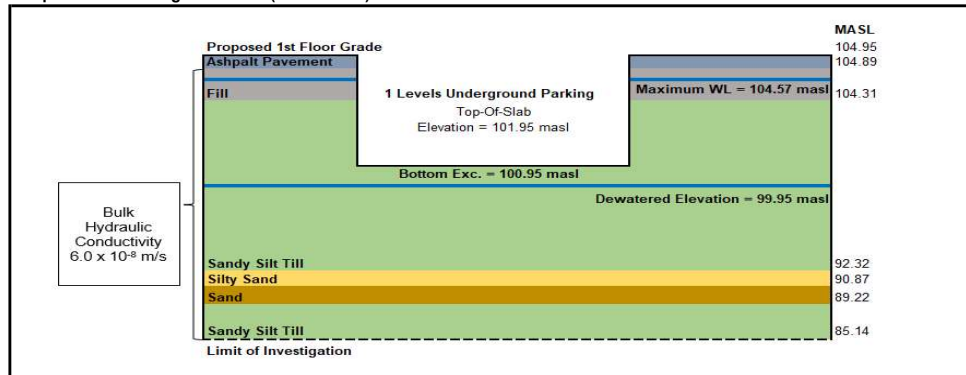 MASL
Proposed 1st Floor Grade 104.95
Ashpalt Pavement 104.89
Fill 1 Levels Underground Parking Maximum WL = 104.57 masl 104.31
Top-Of-Slab
Elevation = 101.95 masl
Bottom Exc. = 100.95 masl
Dewatered Elevation = 99.95 masl
Bulk
Hydraulic
Conductivity
6.0 x 10⁻⁸ m/s
Sandy Silt Till 92.32
Silty Sand 90.87
Sand 89.22
Sandy Silt Till 85.14
Limit of Investigation